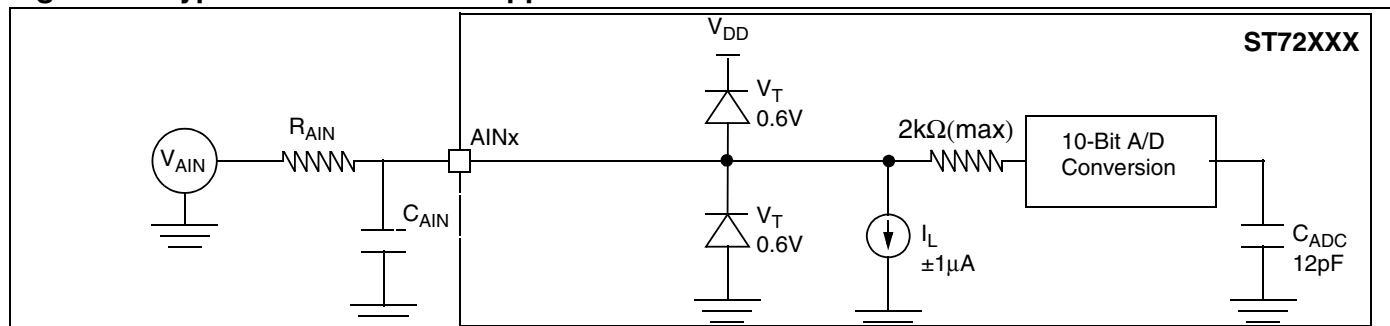 V_DD
ST72XXX
V_T
0.6V
R_AIN
AINx
2kΩ(max)
10-Bit A/D
Conversion
V_AIN
C_AIN
V_T
0.6V
I_L
±1μA
C_ADC
12pF